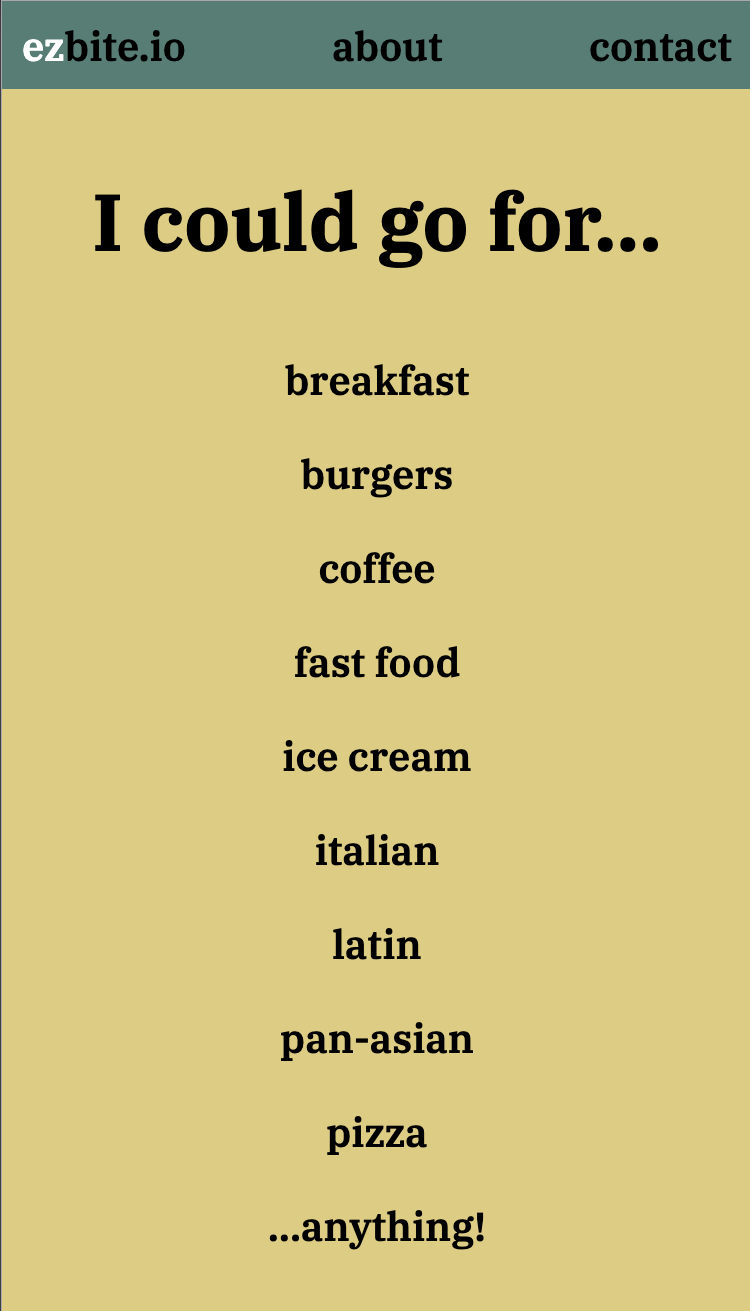 ezbite.io about contact
I could go for...
breakfast
burgers
coffee
fast food
ice cream
italian
latin
pan-asian
pizza
...anything!